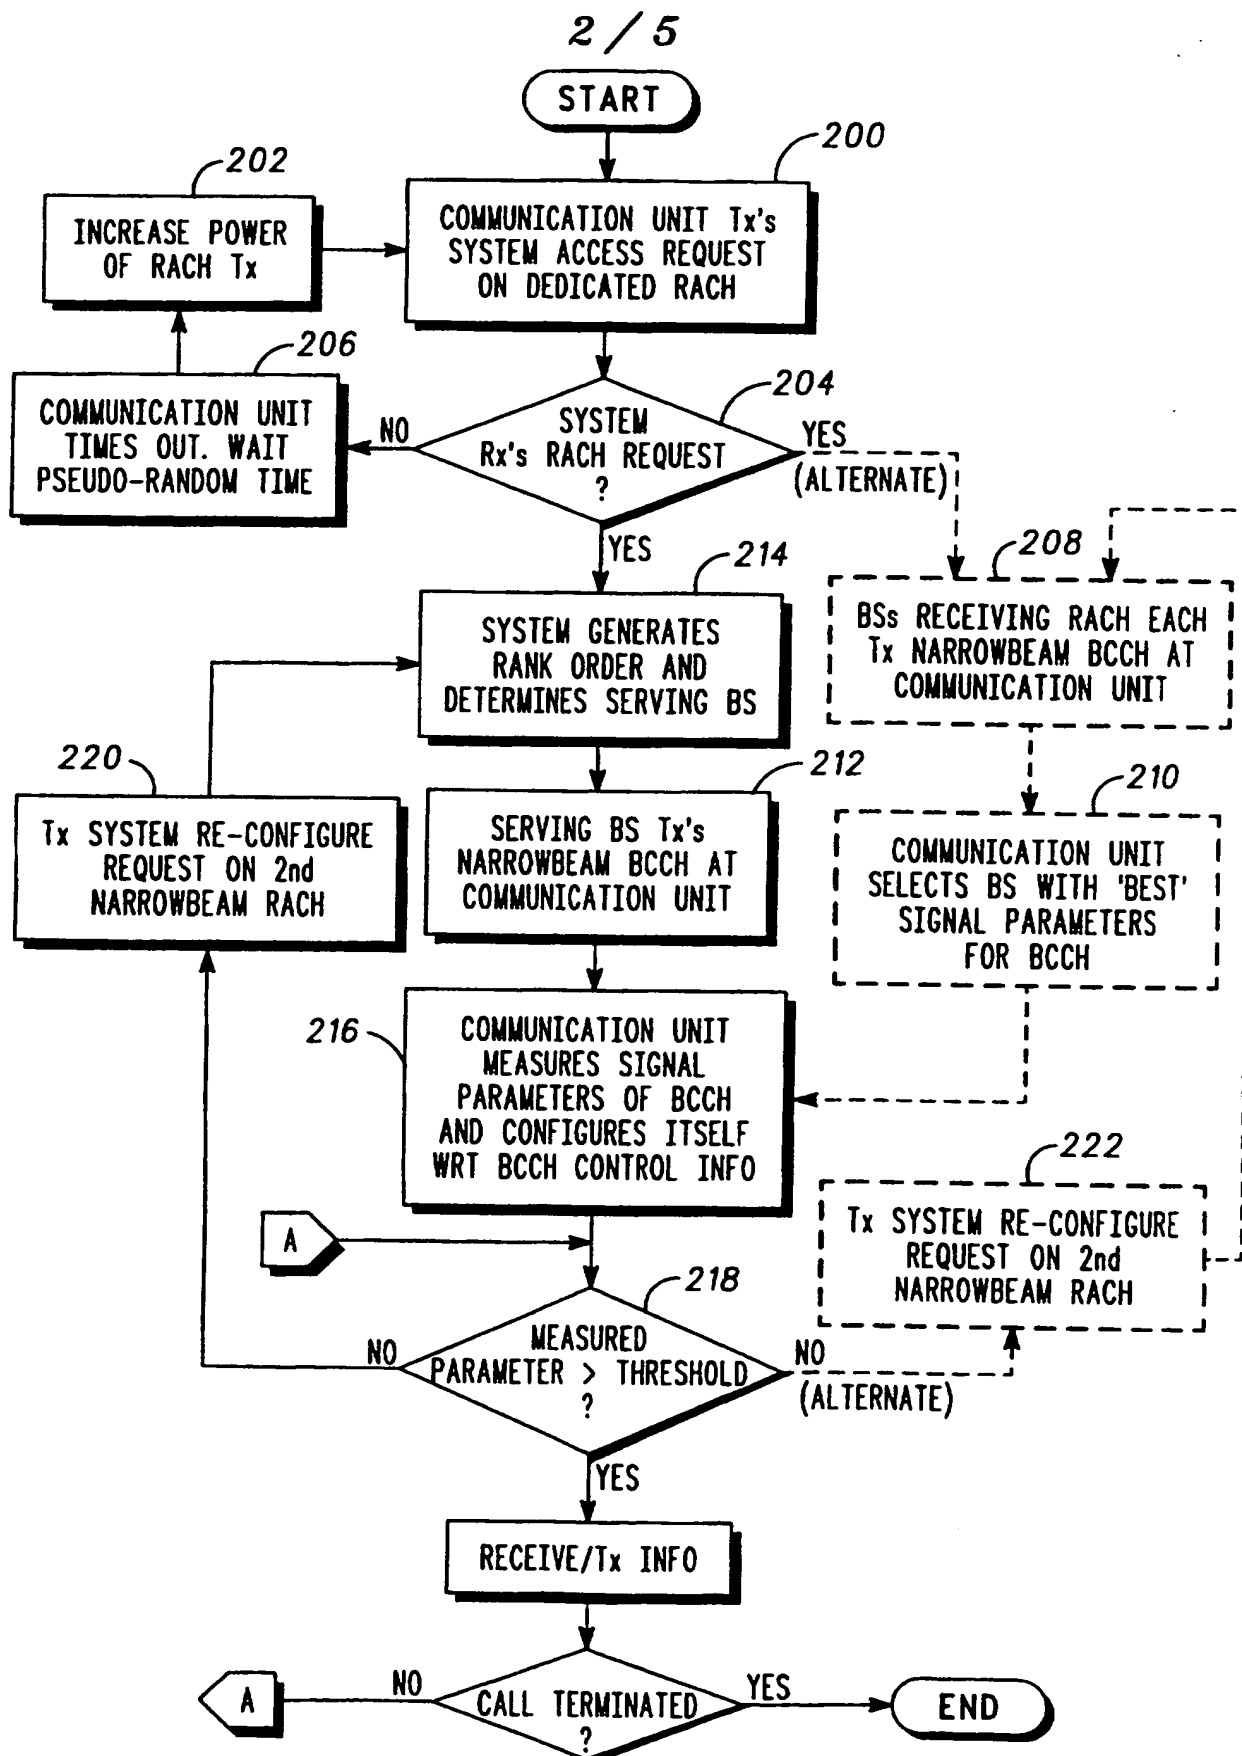 2/5
START
200
COMMUNICATION UNIT Tx's
SYSTEM ACCESS REQUEST
ON DEDICATED RACH
202
INCREASE POWER
OF RACH Tx
206
COMMUNICATION UNIT
TIMES OUT. WAIT
PSEUDO-RANDOM TIME
204
SYSTEM
Rx's RACH REQUEST
?
NO
YES
(ALTERNATE)
YES
208
BSs RECEIVING RACH EACH
Tx NARROWBEAM BCCH AT
COMMUNICATION UNIT
214
SYSTEM GENERATES
RANK ORDER AND
DETERMINES SERVING BS
220
Tx SYSTEM RE-CONFIGURE
REQUEST ON 2nd
NARROWBEAM RACH
212
SERVING BS Tx's
NARROWBEAM BCCH AT
COMMUNICATION UNIT
210
COMMUNICATION UNIT
SELECTS BS WITH 'BEST'
SIGNAL PARAMETERS
FOR BCCH
216
COMMUNICATION UNIT
MEASURES SIGNAL
PARAMETERS OF BCCH
AND CONFIGURES ITSELF
WRT BCCH CONTROL INFO
222
Tx SYSTEM RE-CONFIGURE
REQUEST ON 2nd
NARROWBEAM RACH
A
218
MEASURED
PARAMETER > THRESHOLD
?
NO
NO
(ALTERNATE)
YES
RECEIVE/Tx INFO
A
NO
CALL TERMINATED
?
YES
END